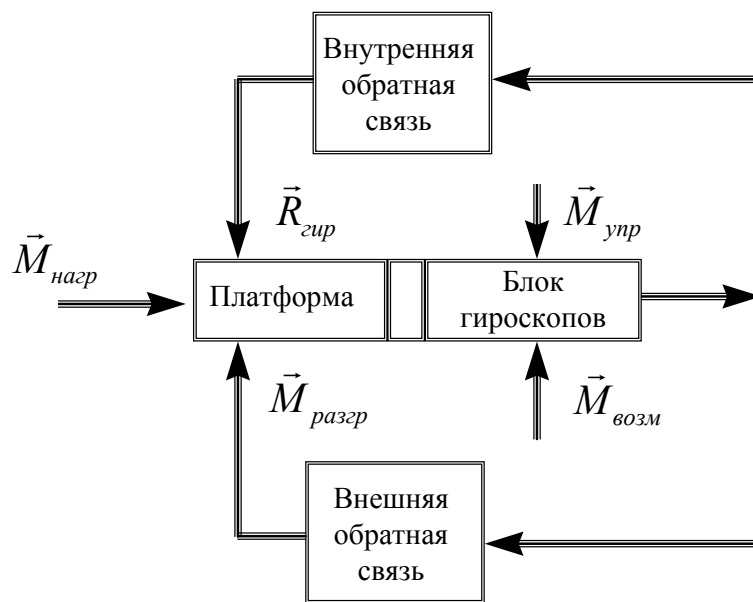 Внутренняя
обратная
связь
R⃗гир
M⃗упр
M⃗нагр
Платформа
Блок
гироскопов
M⃗разгр
M⃗возм
Внешняя
обратная
связь